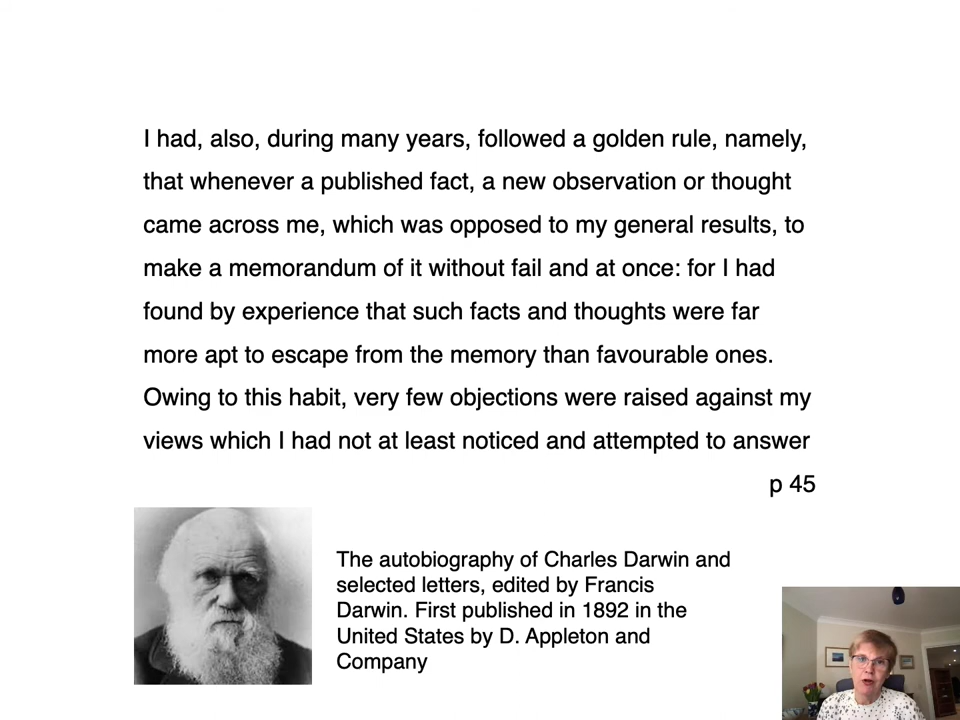 I had, also, during many years, followed a golden rule, namely,
that whenever a published fact, a new observation or thought
came across me, which was opposed to my general results, to
make a memorandum of it without fail and at once: for I had
found by experience that such facts and thoughts were far
more apt to escape from the memory than favourable ones.
Owing to this habit, very few objections were raised against my
views which I had not at least noticed and attempted to answer
p 45
The autobiography of Charles Darwin and
selected letters, edited by Francis
Darwin. First published in 1892 in the
United States by D. Appleton and
Company